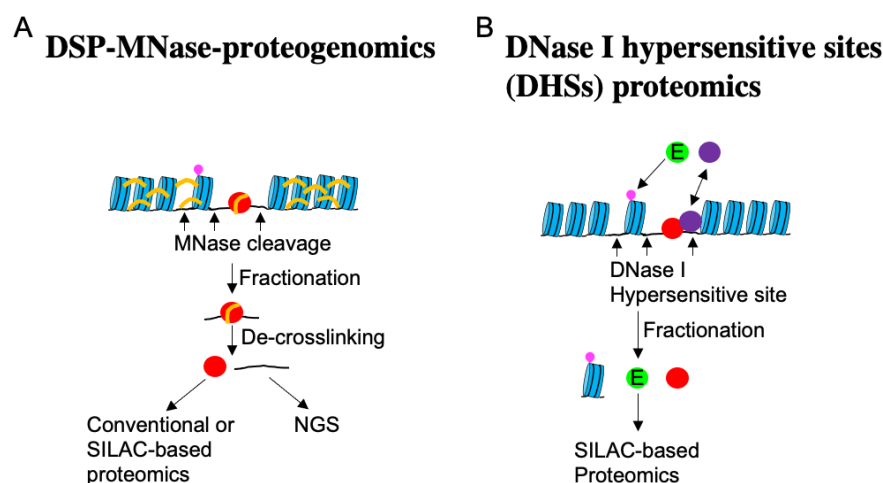 A
DSP-MNase-proteogenomics
MNase cleavage
Fractionation
De-crosslinking
Conventional or
SILAC-based
proteomics
NGS
B
DNase I hypersensitive sites
(DHSs) proteomics
E
DNase I
Hypersensitive site
Fractionation
E
SILAC-based
Proteomics